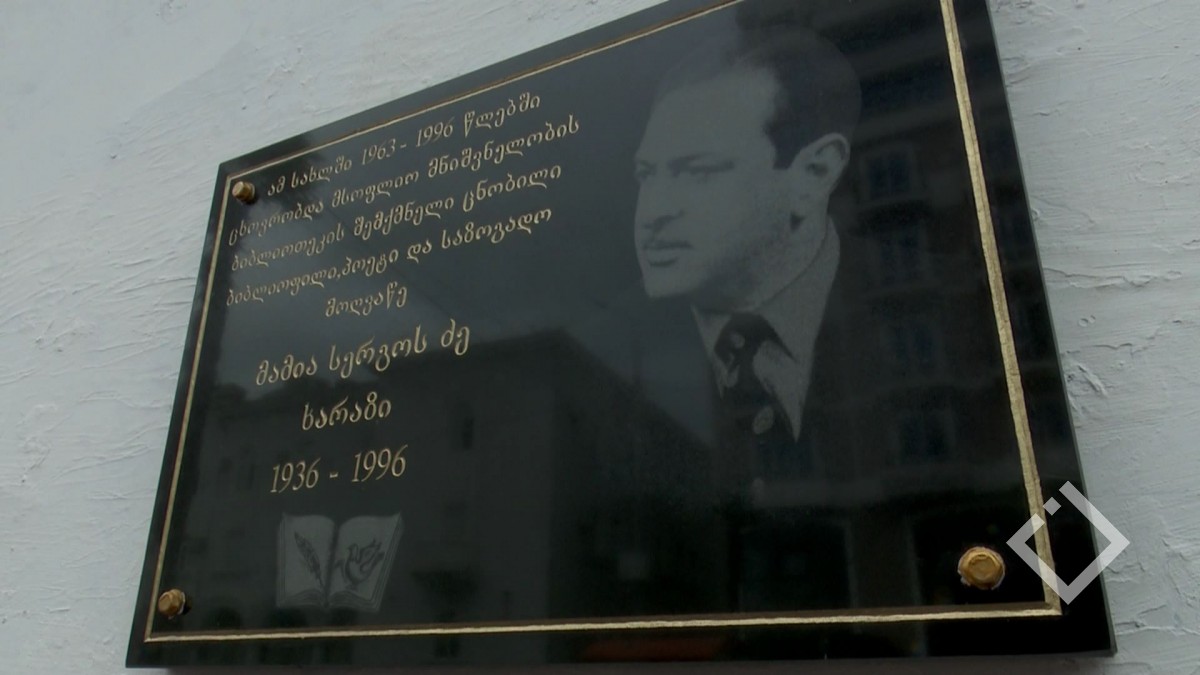 ამ სახლში 1963 - 1996 წლებში
ცხოვრობდა მსოფლიო მნიშვნელობის
ბიბლიოთეკის შემქმნელი ცნობილი
ბიბლიოფილი,პოეტი და საზოგადო
მოღვაწე
მამია სერგოს ძე
ხარაზი
1936 - 1996